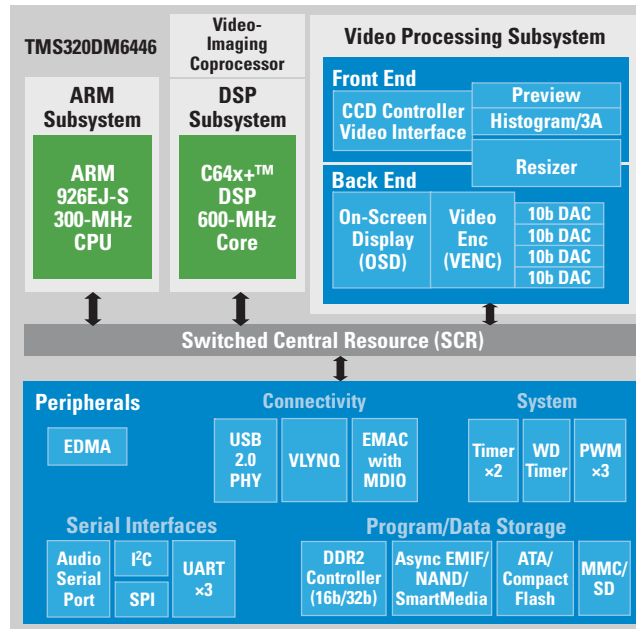 TMS320DM6446
Video-
Imaging
Coprocessor
Video Processing Subsystem
ARM
Subsystem
ARM
926EJ-S
300-MHz
CPU
DSP
Subsystem
C64x+™
DSP
600-MHz
Core
Front End
CCD Controller
Video Interface
Preview
Histogram/3A
Resizer
Back End
On-Screen
Display
(OSD)
Video
Enc
(VENC)
10b DAC
10b DAC
10b DAC
10b DAC
Switched Central Resource (SCR)
Peripherals
EDMA
Connectivity
USB
2.0
PHY
VLYNQ
EMAC
with
MDIO
System
Timer
×2
WD
Timer
PWM
×3
Serial Interfaces
Audio
Serial
Port
I²C
SPI
UART
×3
Program/Data Storage
DDR2
Controller
(16b/32b)
Async EMIF/
NAND/
SmartMedia
ATA/
Compact
Flash
MMC/
SD